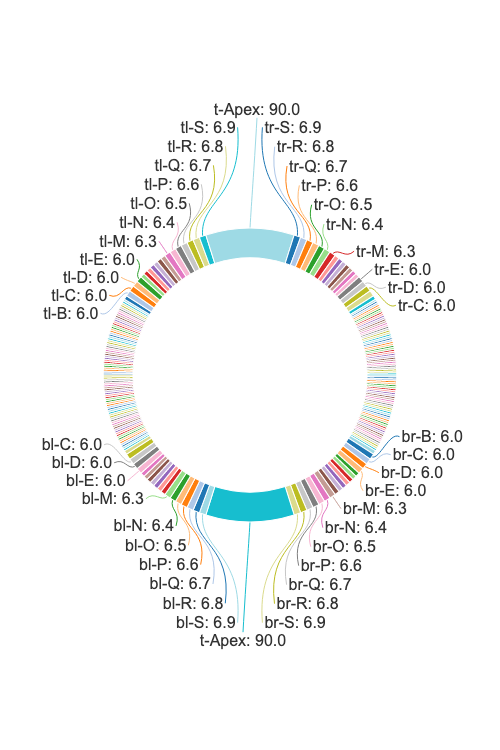 t-Apex: 90.0
tl-S: 6.9 tr-S: 6.9
tl-R: 6.8 tr-R: 6.8
tl-Q: 6.7 tr-Q: 6.7
tl-P: 6.6 tr-P: 6.6
tl-O: 6.5 tr-O: 6.5
tl-N: 6.4 tr-N: 6.4
tl-M: 6.3 tr-M: 6.3
tl-E: 6.0 tr-E: 6.0
tl-D: 6.0 tr-D: 6.0
tl-C: 6.0 tr-C: 6.0
tl-B: 6.0
br-B: 6.0
bl-C: 6.0 br-C: 6.0
bl-D: 6.0 br-D: 6.0
bl-E: 6.0 br-E: 6.0
bl-M: 6.3 br-M: 6.3
bl-N: 6.4 br-N: 6.4
bl-O: 6.5 br-O: 6.5
bl-P: 6.6 br-P: 6.6
bl-Q: 6.7 br-Q: 6.7
bl-R: 6.8 br-R: 6.8
bl-S: 6.9 br-S: 6.9
t-Apex: 90.0